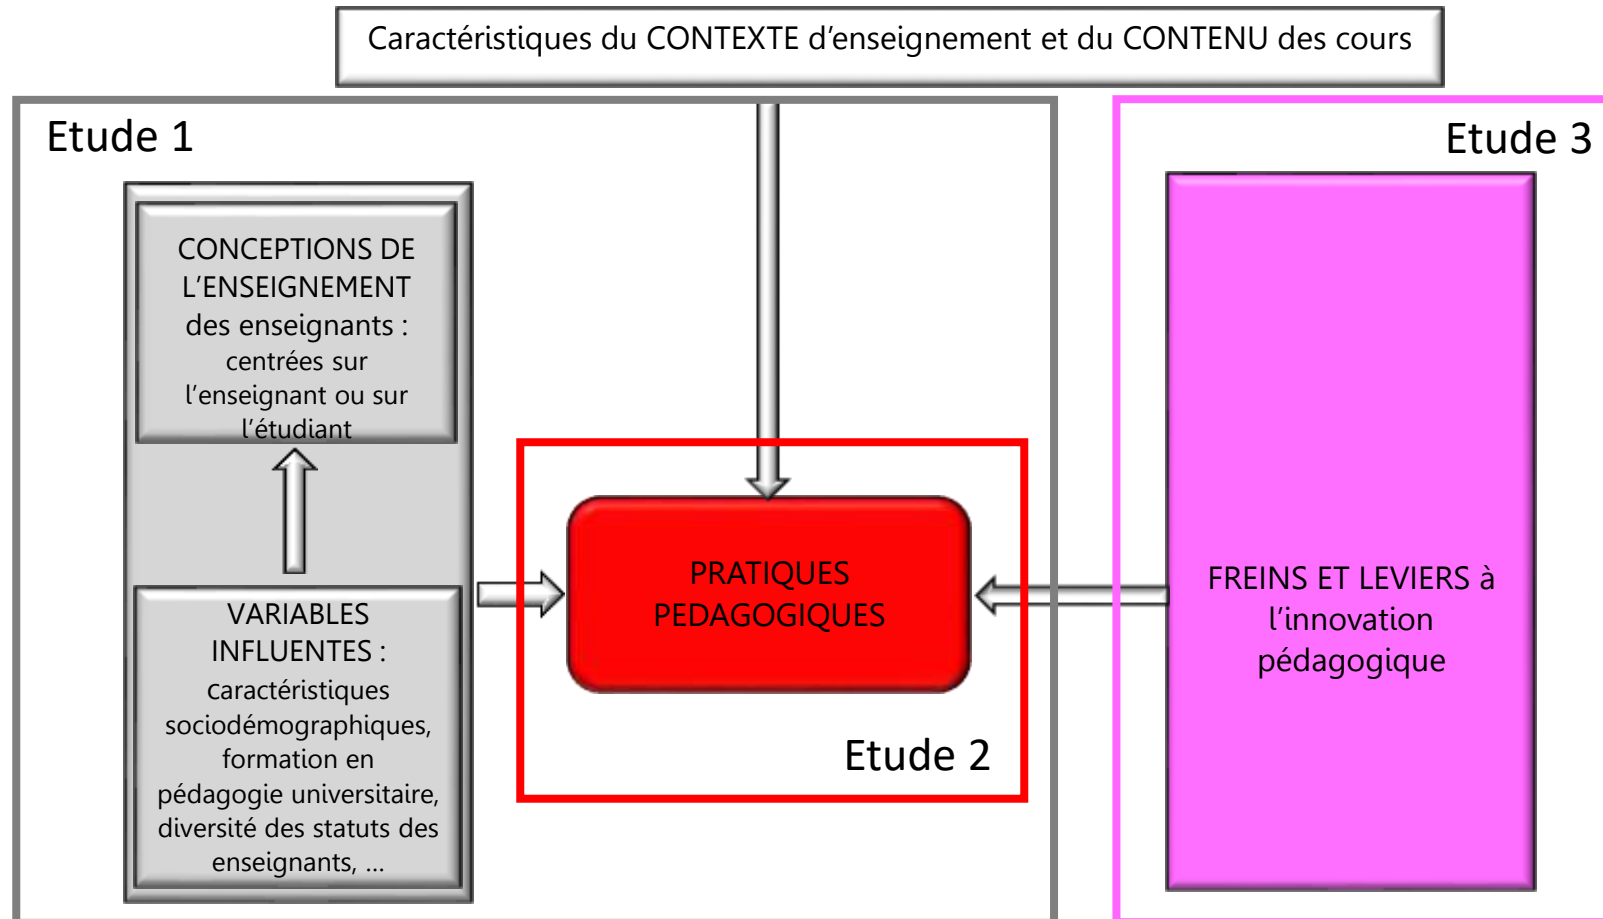 Caractéristiques du CONTEXTE d’enseignement et du CONTENU des cours
Etude 1
CONCEPTIONS DE
L’ENSEIGNEMENT
des enseignants :
centrées sur
l’enseignant ou sur
l’étudiant
VARIABLES
INFLUENTES :
caractéristiques
sociodémographiques,
formation en
pédagogie universitaire,
diversité des statuts des
enseignants, ...
PRATIQUES
PEDAGOGIQUES
Etude 2
Etude 3
FREINS ET LEVIERS à
l’innovation
pédagogique